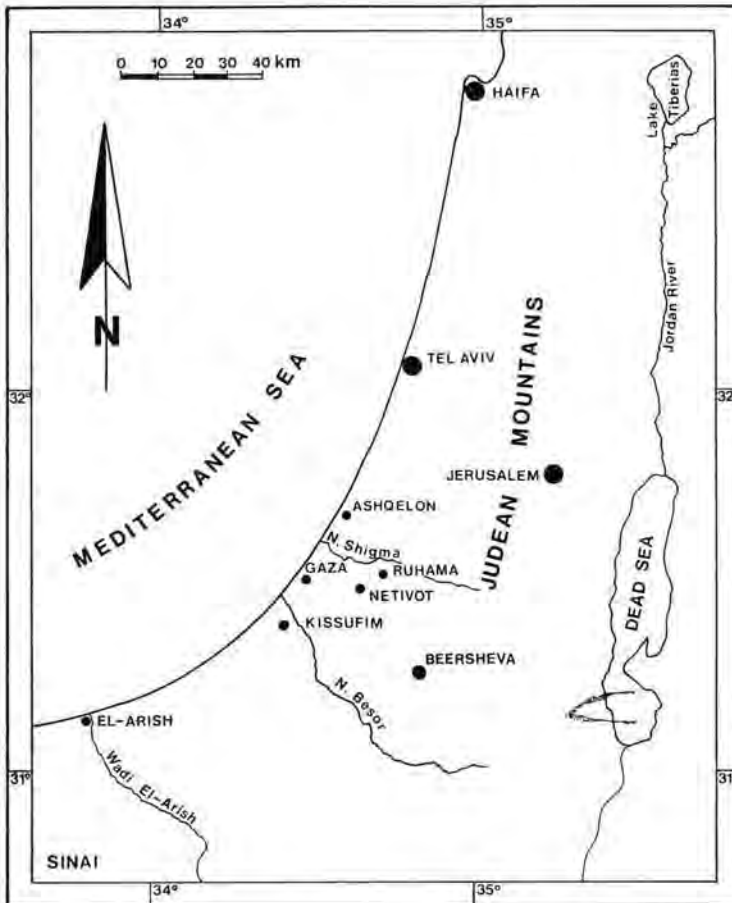 34°
35°
0 10 20 30 40 km
HAIFA
Lake
Tiberias
N
Jordan River
MEDITERRANEAN SEA
TEL AVIV
JUDEAN MOUNTAINS
32°
32
JERUSALEM
ASHQELON
N. Shiqma
GAZA
RUHAMA
NETIVOT
DEAD SEA
KISSUFIM
BEERSHEVA
N. Besor
EL-ARISH
Wadi El-Arish
31°
31
SINAI
34°
35°